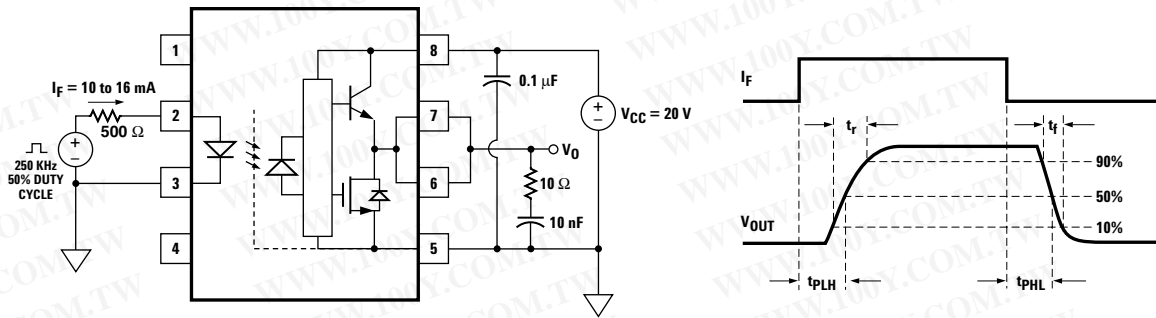 1
8
I_F = 10 to 16 mA
2
500 Ω
250 KHz
50% DUTY
CYCLE
3
4
7
6
5
0.1 µF
V_CC = 20 V
V_O
10 Ω
10 nF
I_F
t_r
t_f
90%
50%
10%
V_OUT
t_PLH
t_PHL
+
−
+
−
WWW.100Y.COM.TW